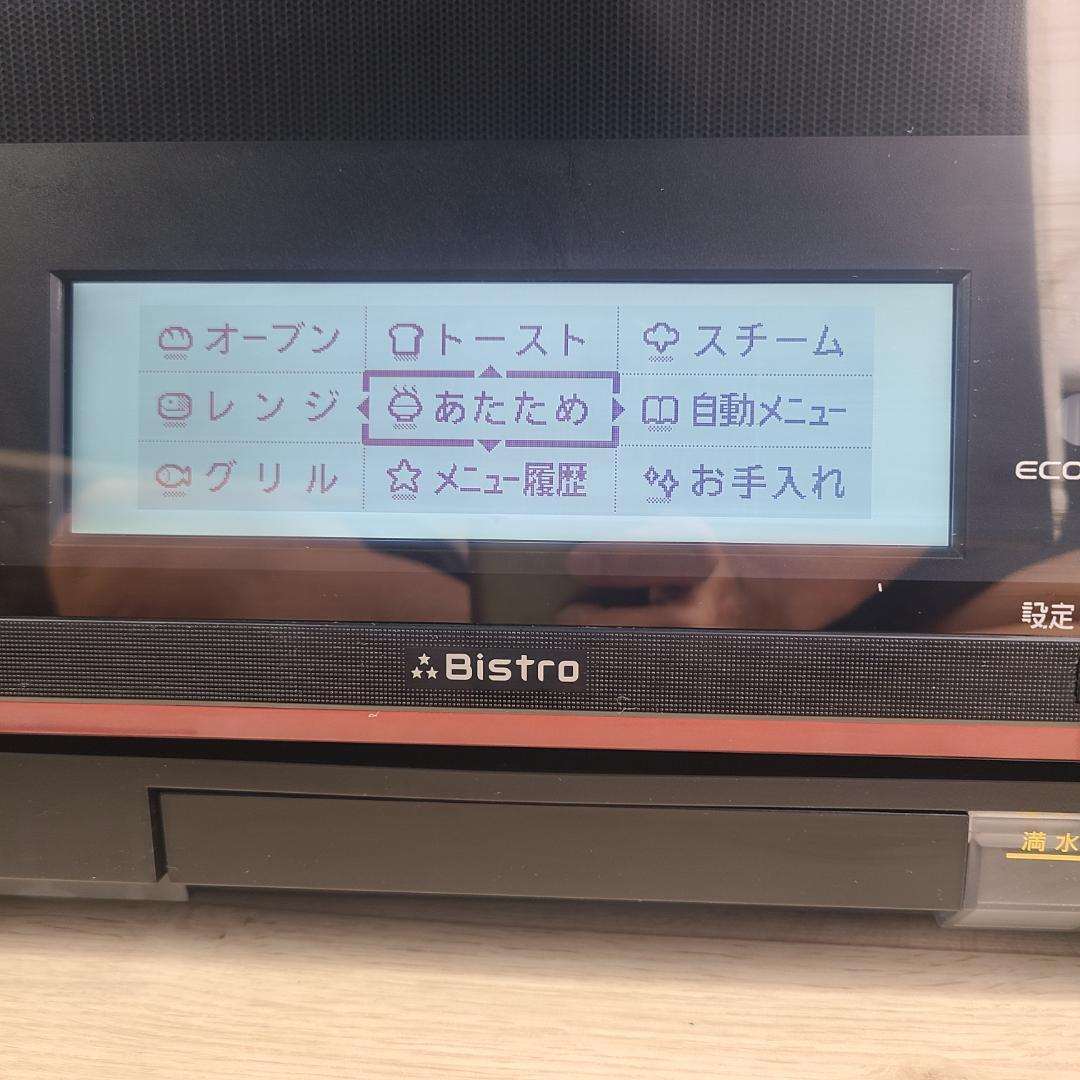 オーブン トースト スチーム
レンジ あたため 自動メニュー
グリル メニュー履歴 お手入れ
ECO
設定
Bistro
満水